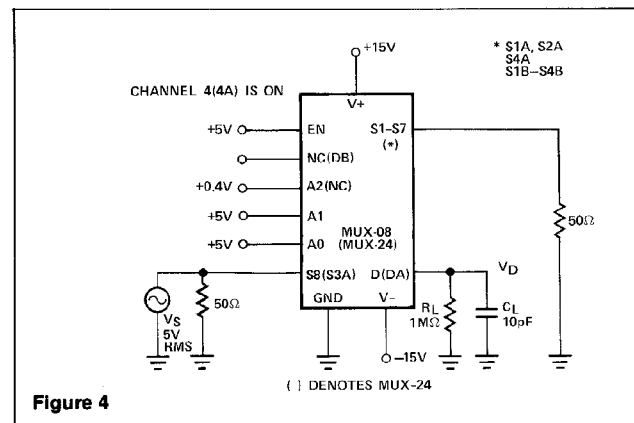 +15V
* S1A, S2A
S4A
S1B–S4B
CHANNEL 4(4A) IS ON
V+
+5V
EN
S1–S7
(*)
NC(DB)
+0.4V
A2(NC)
+5V
A1
50Ω
MUX-08
(MUX-24)
+5V
A0
S8(S3A)
D(DA)
VD
50Ω
GND
V−
VS
5V
RMS
RL
1MΩ
CL
10pF
–15V
( ) DENOTES MUX-24
Figure 4